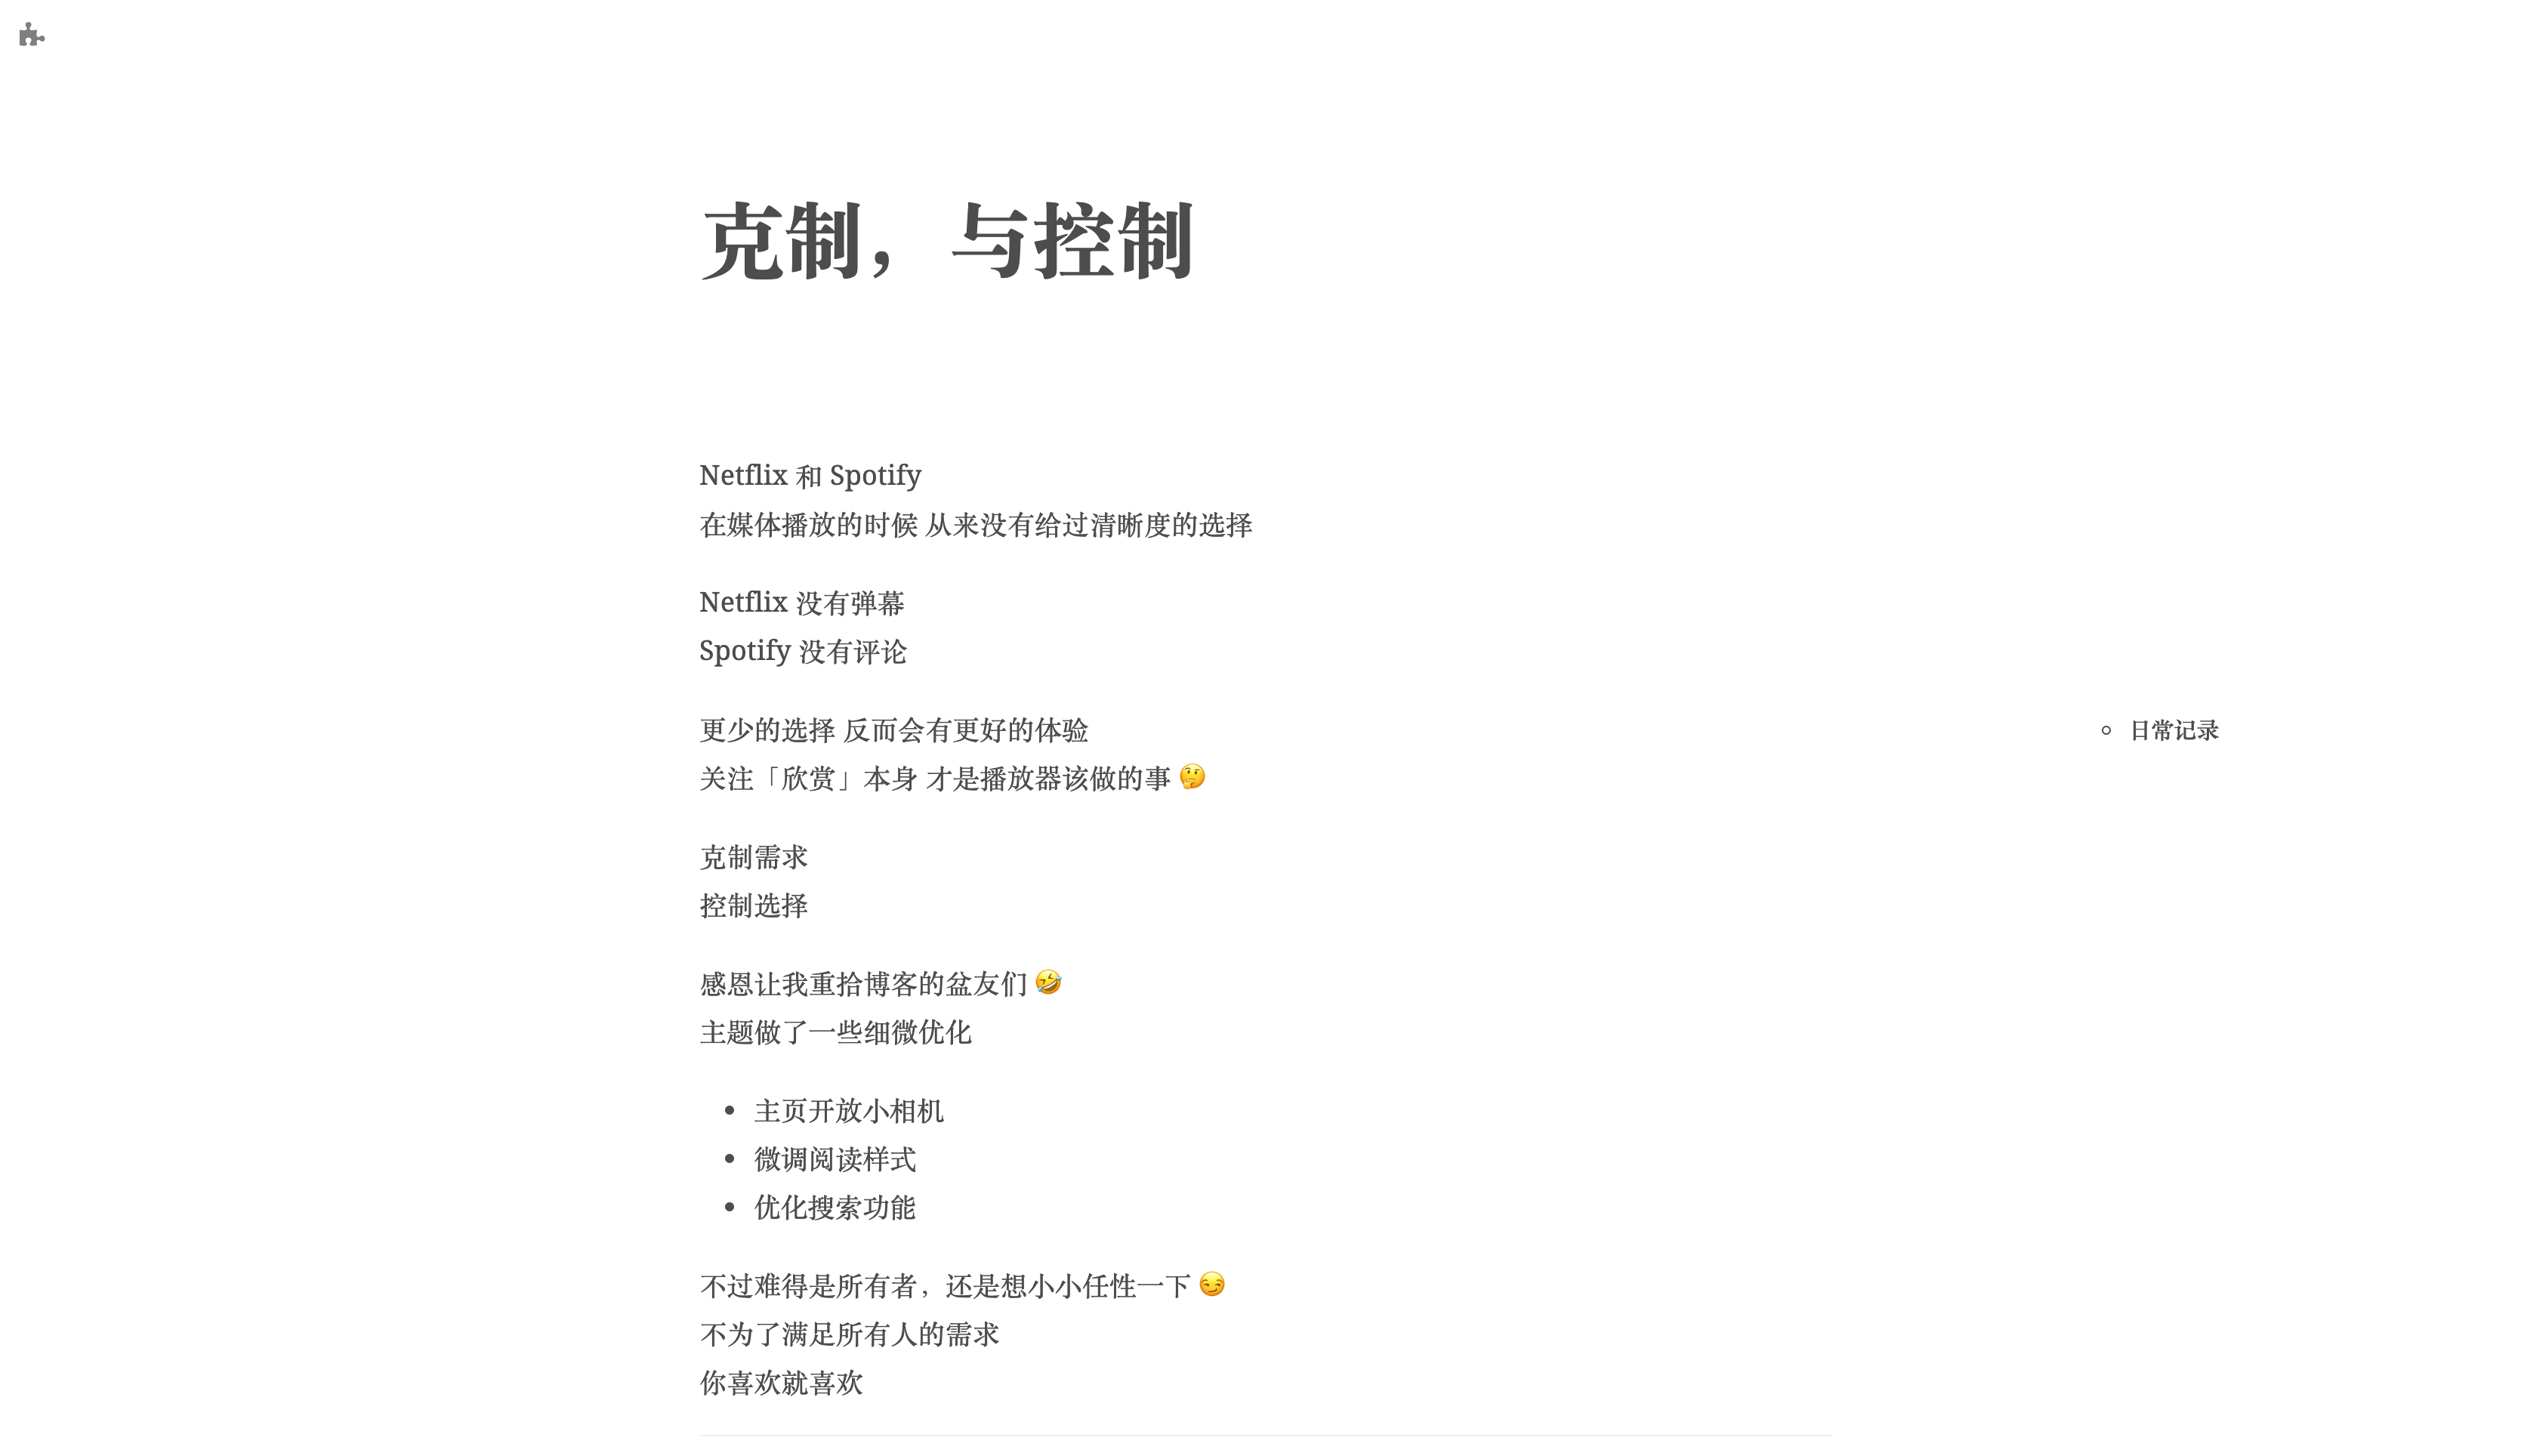 克制，与控制
Netflix 和 Spotify
在媒体播放的时候 从来没有给过清晰度的选择
Netflix 没有弹幕
Spotify 没有评论
更少的选择 反而会有更好的体验
关注「欣赏」本身 才是播放器该做的事 🤔
克制需求
控制选择
感恩让我重拾博客的盆友们 🤣
主题做了一些细微优化
• 主页开放小相机
• 微调阅读样式
• 优化搜索功能
不过难得是所有者，还是想小小任性一下 😏
不为了满足所有人的需求
你喜欢就喜欢
日常记录